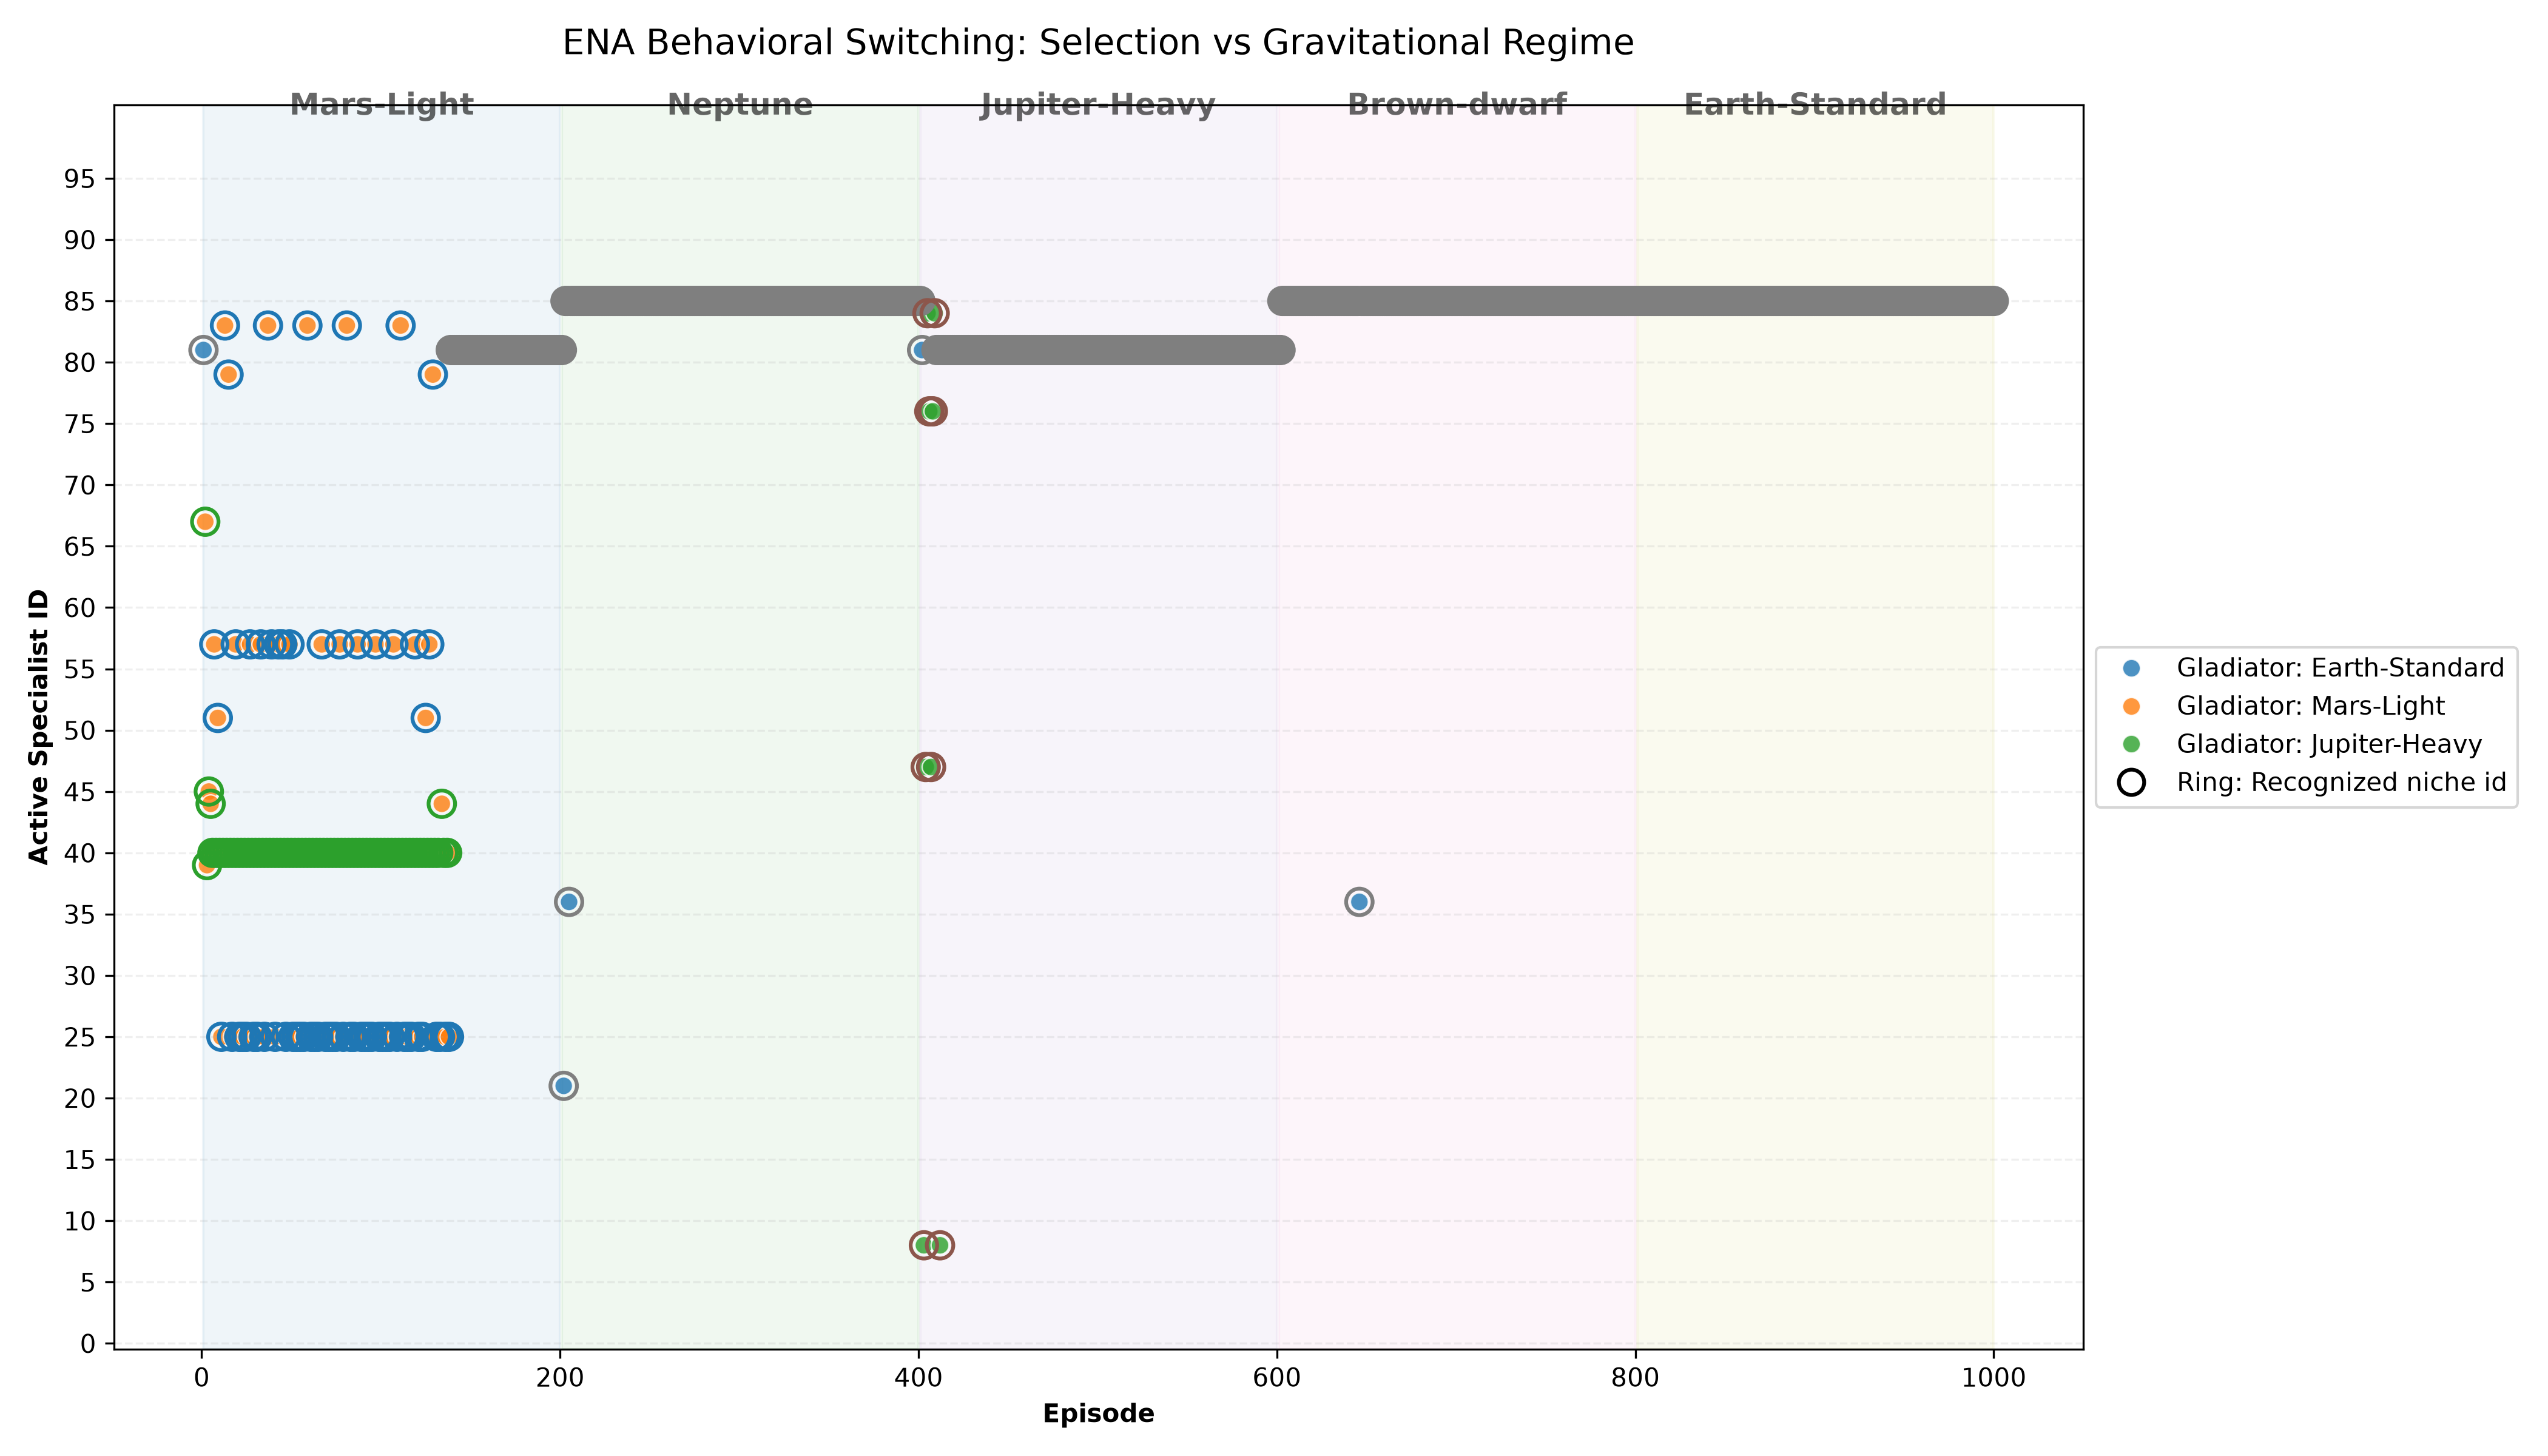 ENA Behavioral Switching: Selection vs Gravitational Regime
Mars-Light Neptune Jupiter-Heavy Brown-dwarf Earth-Standard
Active Specialist ID
95
90
85
80
75
70
65
60
55
50
45
40
35
30
25
20
15
10
5
0
0 200 400 600 800 1000
Episode
Gladiator: Earth-Standard
Gladiator: Mars-Light
Gladiator: Jupiter-Heavy
Ring: Recognized niche id